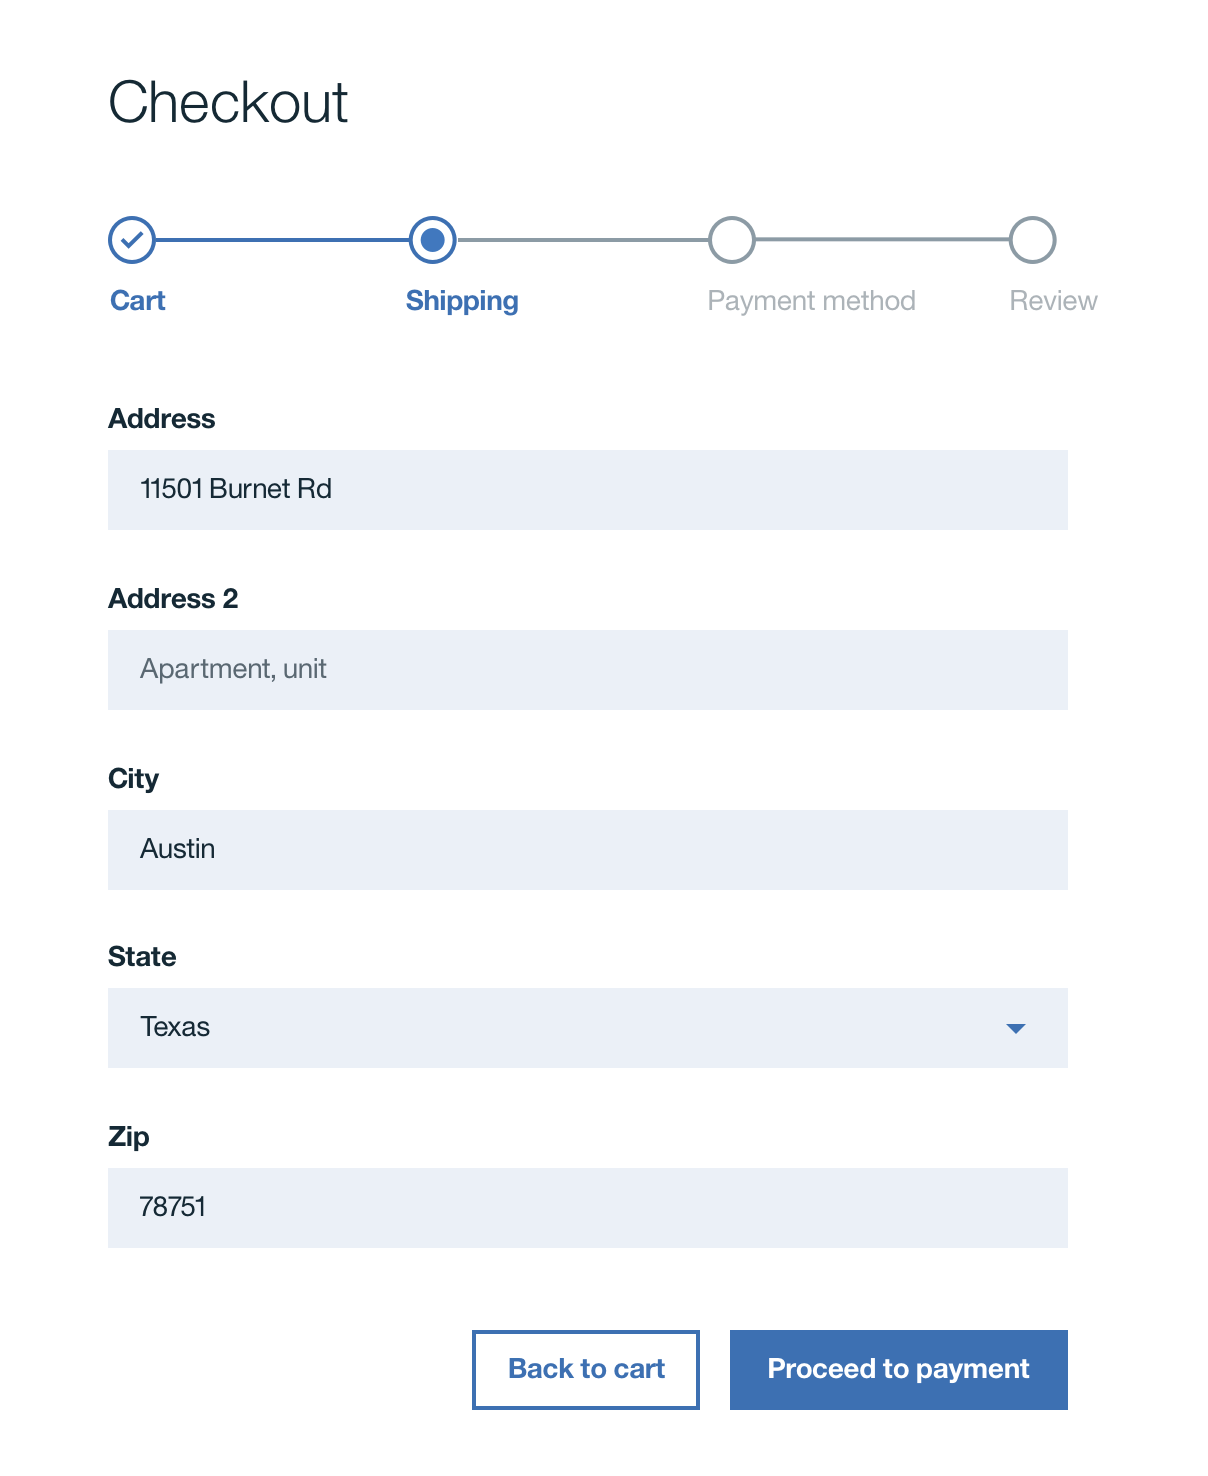 Checkout
Cart Shipping Payment method Review
Address
11501 Burnet Rd
Address 2
Apartment, unit
City
Austin
State
Texas
Zip
78751
Back to cart Proceed to payment